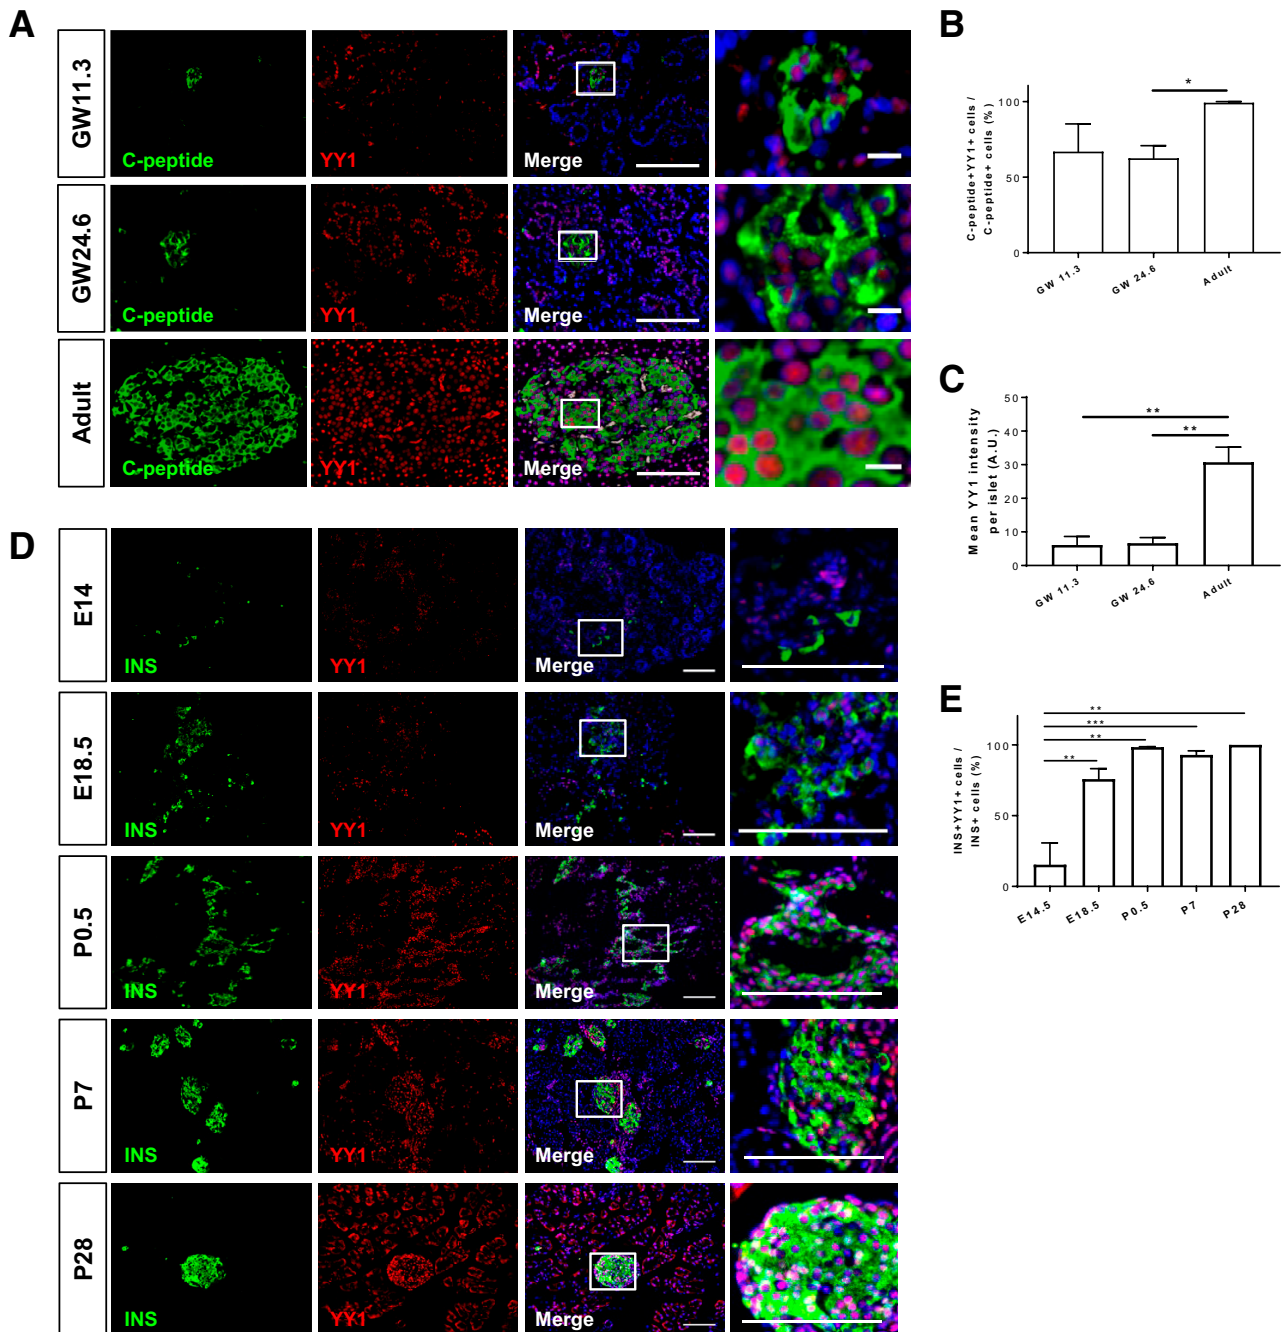 A
GW11.3
C-peptide
YY1
Merge
GW24.6
C-peptide
YY1
Merge
Adult
C-peptide
YY1
Merge
B
C-peptide+YY1+ cells /
C-peptide+ cells (%)
100
50
0
*
GW 11.3
GW 24.6
Adult
C
Mean YY1 intensity
per islet (A.U.)
50
40
30
20
10
0
**
**
GW 11.3
GW 24.6
Adult
D
E14
INS
YY1
Merge
E18.5
INS
YY1
Merge
P0.5
INS
YY1
Merge
P7
INS
YY1
Merge
P28
INS
YY1
Merge
E
INS+YY1+ cells /
INS+ cells (%)
100
50
0
**
***
**
**
E14.5
E18.5
P0.5
P7
P28